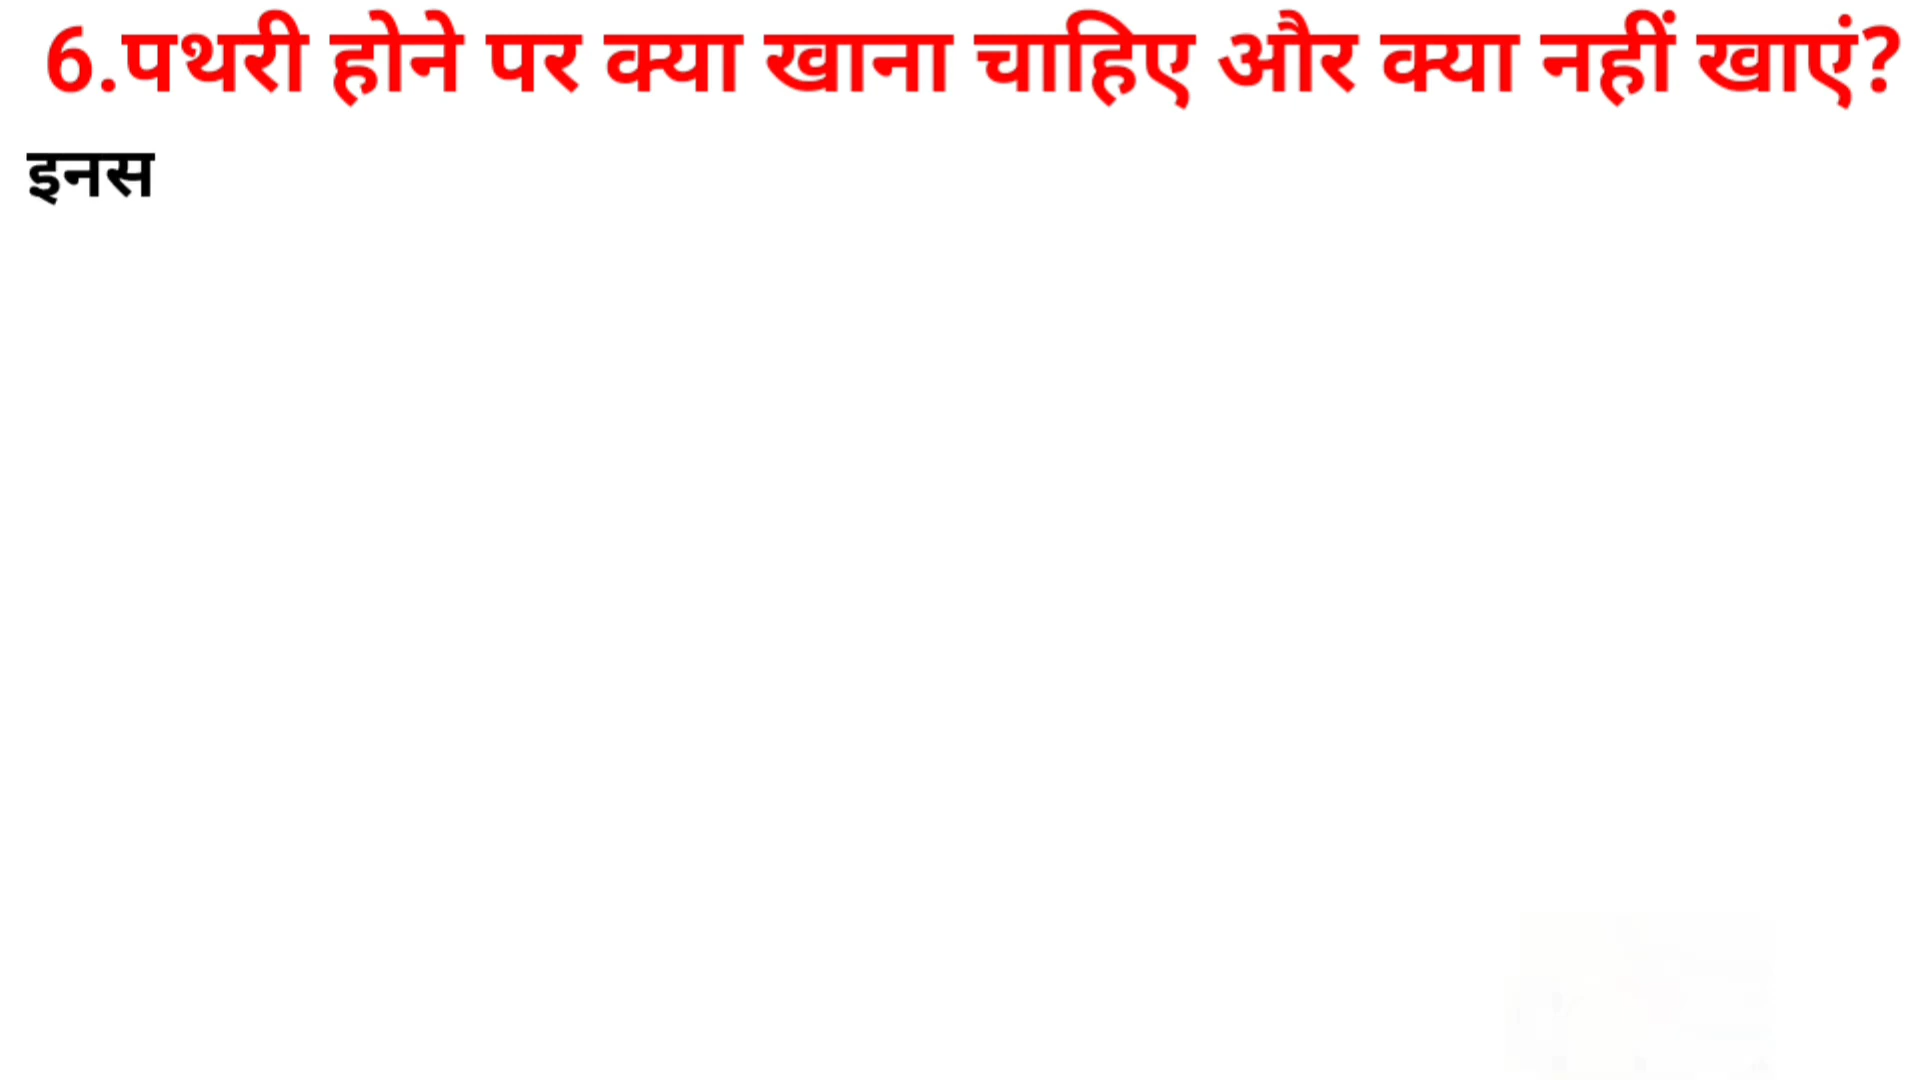 6.पथरी होने पर क्या खाना चाहिए और क्या नहीं खाएं?
इनस